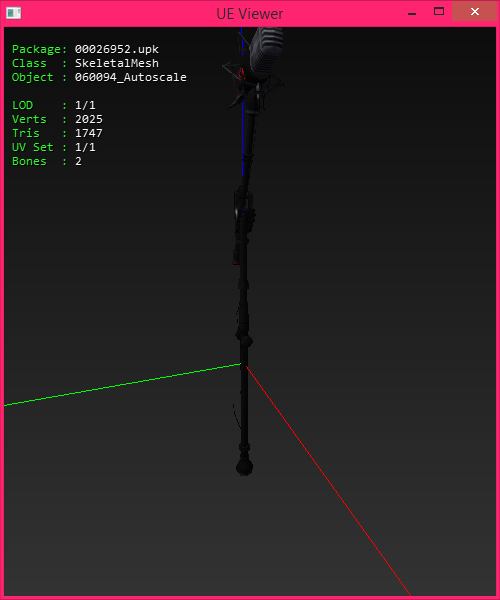 UE Viewer
Package: 00026952.upk
Class  : SkeletalMesh
Object : 060094_Autoscale
LOD    : 1/1
Verts  : 2025
Tris   : 1747
UV Set : 1/1
Bones  : 2